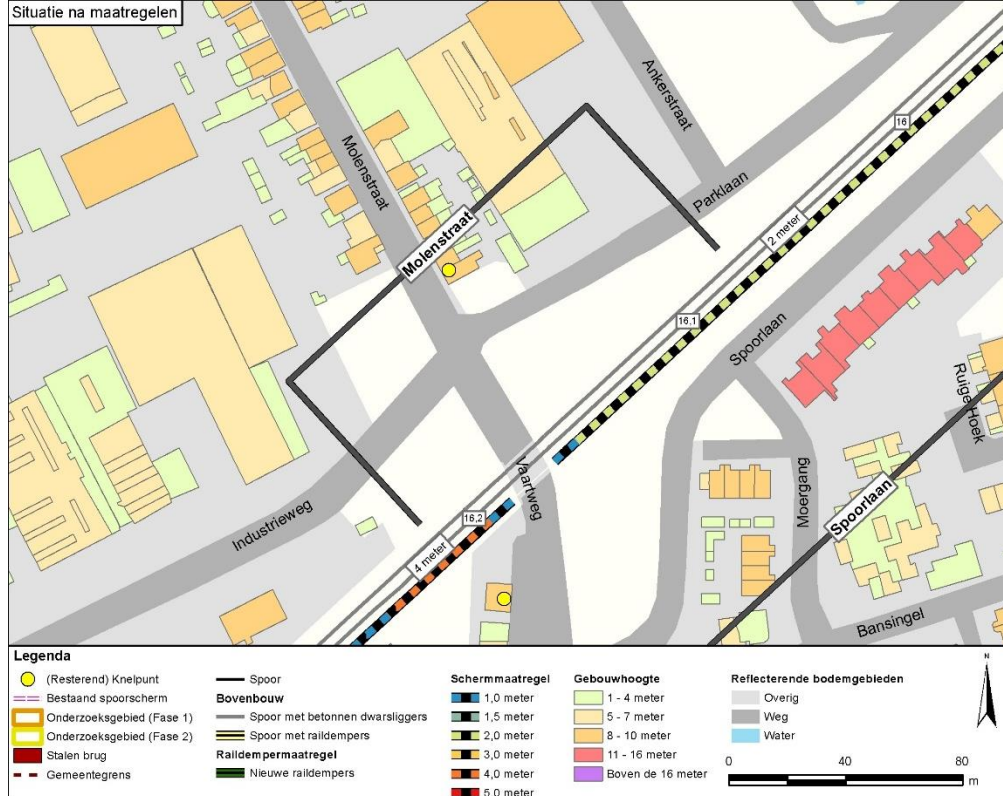 Situatie na maatregelen
Molenstraat
Ankerstraat
Parklaan
16
2 meter
Molenstraat
16,1
Spoorlaan
Ruige Hoek
Vaartweg
Moergang
Spoorlaan
Industrieweg
16,2
4 meter
Bansingel
Legenda
(Resterend) Knelpunt
Bestaand spoorscherm
Onderzoeksgebied (Fase 1)
Onderzoeksgebied (Fase 2)
Stalen brug
Gemeentegrens
Spoor
Bovenbouw
Spoor met betonnen dwarsliggers
Spoor met raildempers
Raildempermaatregel
Nieuwe raildempers
Schermmaatregel
1,0 meter
1,5 meter
2,0 meter
3,0 meter
4,0 meter
5,0 meter
Gebouwhoogte
1 - 4 meter
5 - 7 meter
8 - 10 meter
11 - 16 meter
Boven de 16 meter
Reflecterende bodemgebieden
Overig
Weg
Water
N
0 40 80
m